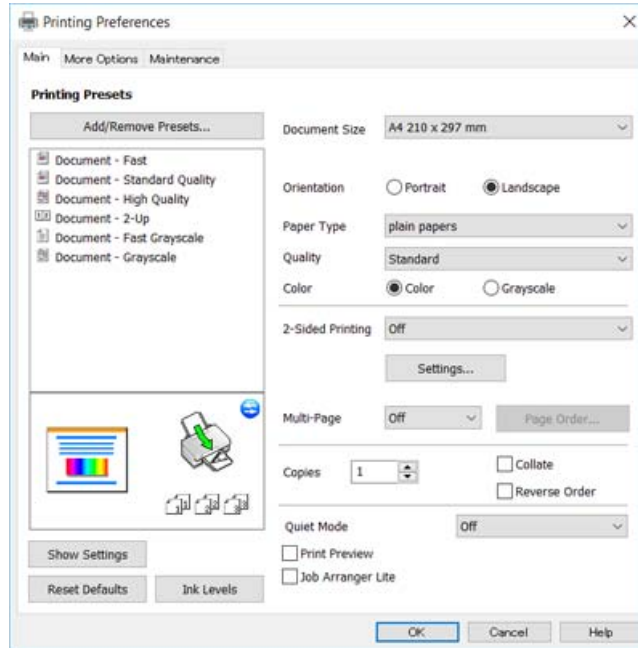 Printing Preferences
Main More Options Maintenance
Printing Presets
Add/Remove Presets...
Document - Fast
Document - Standard Quality
Document - High Quality
Document - 2-Up
Document - Fast Grayscale
Document - Grayscale
Show Settings
Reset Defaults Ink Levels
Document Size A4 210 x 297 mm
Orientation Portrait Landscape
Paper Type plain papers
Quality Standard
Color Color Grayscale
2-Sided Printing Off
Settings...
Multi-Page Off Page Order...
Copies 1 Collate
Reverse Order
Quiet Mode Off
Print Preview
Job Arranger Lite
OK Cancel Help